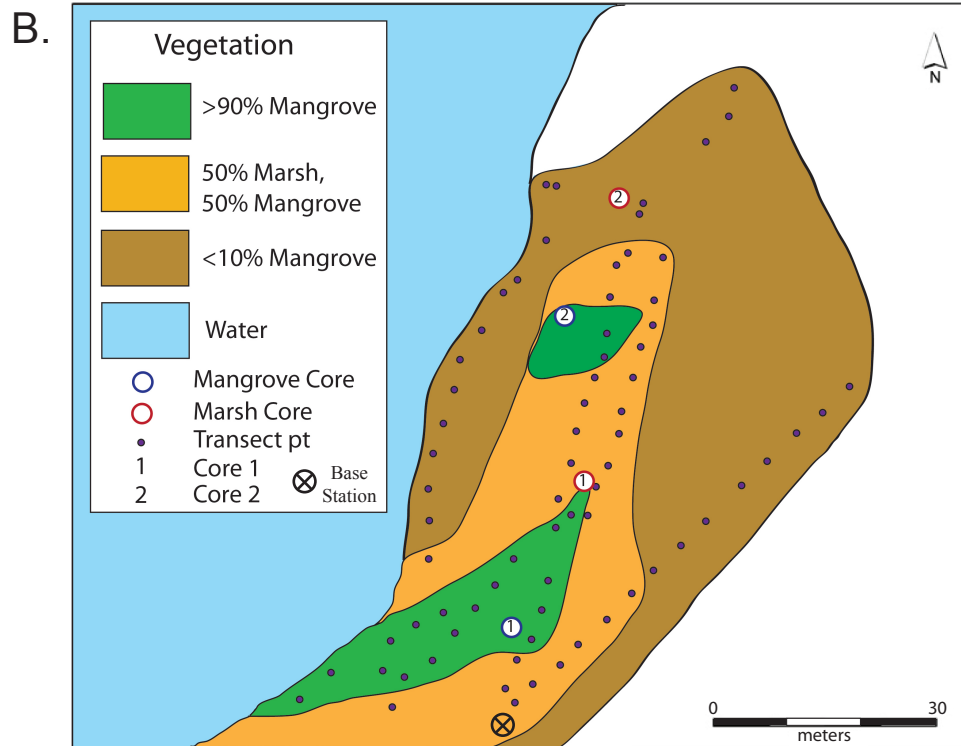 B.
Vegetation
>90% Mangrove
50% Marsh,
50% Mangrove
<10% Mangrove
Water
Mangrove Core
Marsh Core
Transect pt
1 Core 1
2 Core 2
Base
Station
N
2
2
1
1
0 30
meters